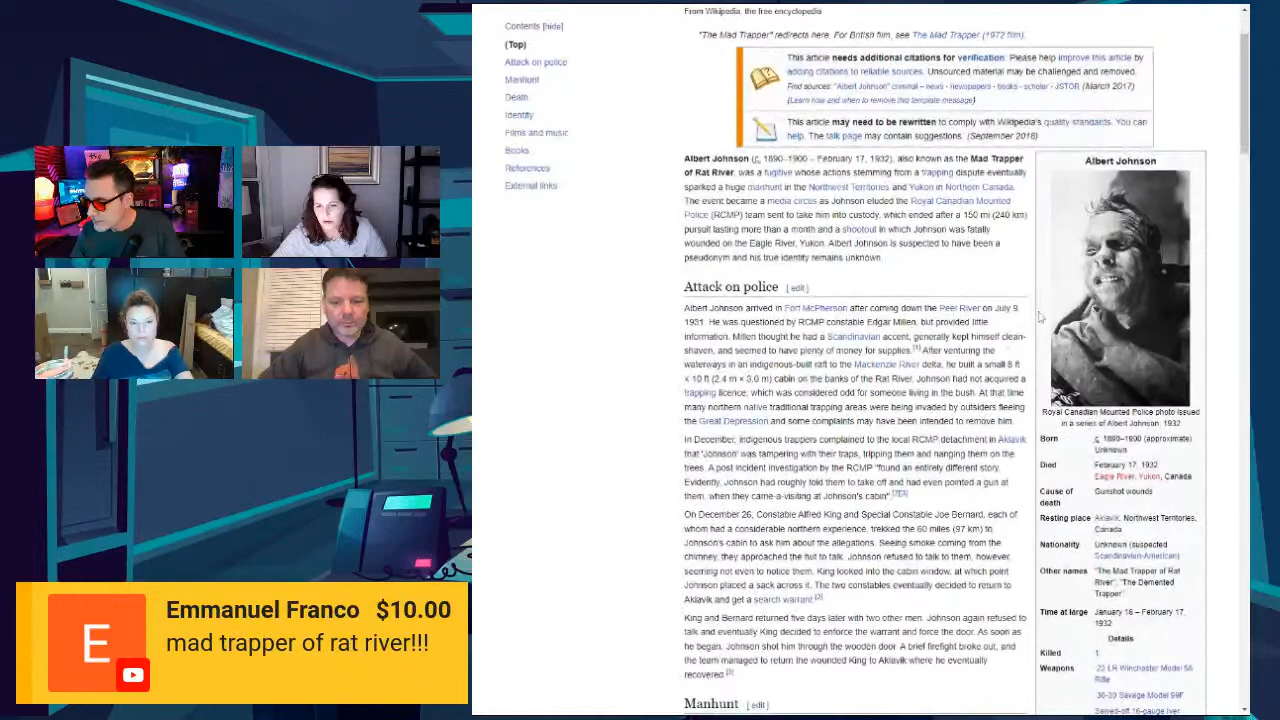 From Wikipedia, the free encyclopedia
Contents [hide]
(Top)
Attack on police
Manhunt
Death
Identity
Films and music
Books
References
External links
"The Mad Trapper" redirects here. For British film, see The Mad Trapper (1972 film).
This article needs additional citations for verification. Please help improve this article by
adding citations to reliable sources. Unsourced material may be challenged and removed.
Find sources: "Albert Johnson" criminal – news · newspapers · books · scholar · JSTOR (March 2017)
(Learn how and when to remove this template message)
This article may need to be rewritten to comply with Wikipedia's quality standards. You can
help. The talk page may contain suggestions. (September 2016)
Albert Johnson (c. 1890–1900 – February 17, 1932), also known as the Mad Trapper
of Rat River, was a fugitive whose actions stemming from a trapping dispute eventually
sparked a huge manhunt in the Northwest Territories and Yukon in Northern Canada.
The event became a media circus as Johnson eluded the Royal Canadian Mounted
Police (RCMP) team sent to take him into custody, which ended after a 150 mi (240 km)
pursuit lasting more than a month and a shootout in which Johnson was fatally
wounded on the Eagle River, Yukon. Albert Johnson is suspected to have been a
pseudonym and his true identity remains unknown.
Attack on police [ edit ]
Albert Johnson arrived in Fort McPherson after coming down the Peel River on July 9,
1931. He was questioned by RCMP constable Edgar Millen, but provided little
information. Millen thought he had a Scandinavian accent, generally kept himself clean-
shaven, and seemed to have plenty of money for supplies.[1] After venturing the
waterways in an indigenous-built raft to the Mackenzie River delta, he built a small 8 ft
× 10 ft (2.4 m × 3.0 m) cabin on the banks of the Rat River. Johnson had not acquired a
trapping licence, which was considered odd for someone living in the bush. At that time
many northern native traditional trapping areas were being invaded by outsiders fleeing
the Great Depression and some complaints may have been intended to remove him.
In December, indigenous trappers complained to the local RCMP detachment in Aklavik
that 'Johnson' was tampering with their traps, tripping them and hanging them on the
trees. A post incident investigation by the RCMP "found an entirely different story.
Evidently, Johnson had roughly told them to take off and had even pointed a gun at
them, when they came-a-visiting at Johnson's cabin".[2][3]
On December 26, Constable Alfred King and Special Constable Joe Bernard, each of
whom had a considerable northern experience, trekked the 60 miles (97 km) to
Johnson's cabin to ask him about the allegations. Seeing smoke coming from the
chimney, they approached the hut to talk. Johnson refused to talk to them, however,
seeming not even to notice them. King looked into the cabin window, at which point
Johnson placed a sack across it. The two constables eventually decided to return to
Aklavik and get a search warrant.[2]
King and Bernard returned five days later with two other men. Johnson again refused to
talk and eventually King decided to enforce the warrant and force the door. As soon as
he began, Johnson shot him through the wooden door. A brief firefight broke out, and
the team managed to return the wounded King to Aklavik where he eventually
recovered.[3]
Manhunt [ edit ]
Albert Johnson
Royal Canadian Mounted Police photo issued
in a series of Albert Johnson, 1932
Born c. 1890–1900 (approximate)
Unknown
Died February 17, 1932
Eagle River, Yukon, Canada
Cause of death Gunshot wounds
Resting place Aklavik, Northwest Territories,
Canada
Nationality Unknown (suspected
Scandinavian-American)
Other names "The Mad Trapper of Rat
River", "The Demented
Trapper"
Time at large January 16 – February 17,
1932
Details
Killed 1
Weapons .22 LR Winchester Model 58
Rifle
30-30 Savage Model 99F
Sawed-off 16-gauge Iver
E
Emmanuel Franco $10.00
mad trapper of rat river!!!